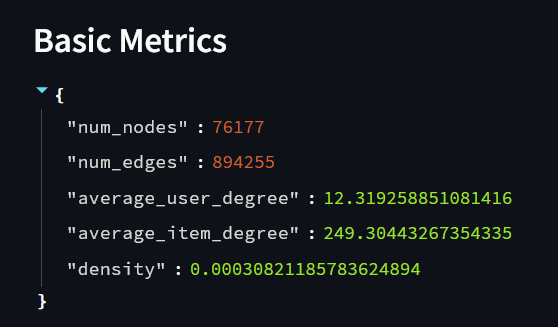 Basic Metrics
{
"num_nodes" : 76177
"num_edges" : 894255
"average_user_degree" : 12.319258851081416
"average_item_degree" : 249.30443267354335
"density" : 0.00030821185783624894
}